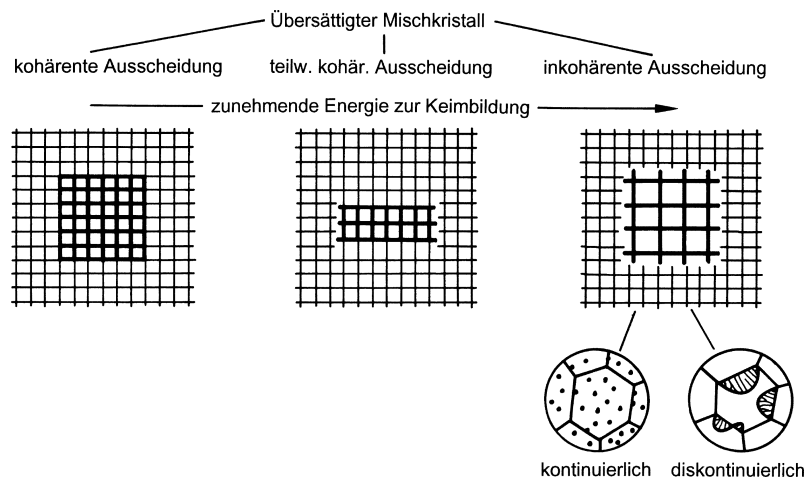 Übersättigter Mischkristall
kohärente Ausscheidung
teilw. kohär. Ausscheidung
inkohärente Ausscheidung
zunehmende Energie zur Keimbildung
kontinuierlich
diskontinuierlich